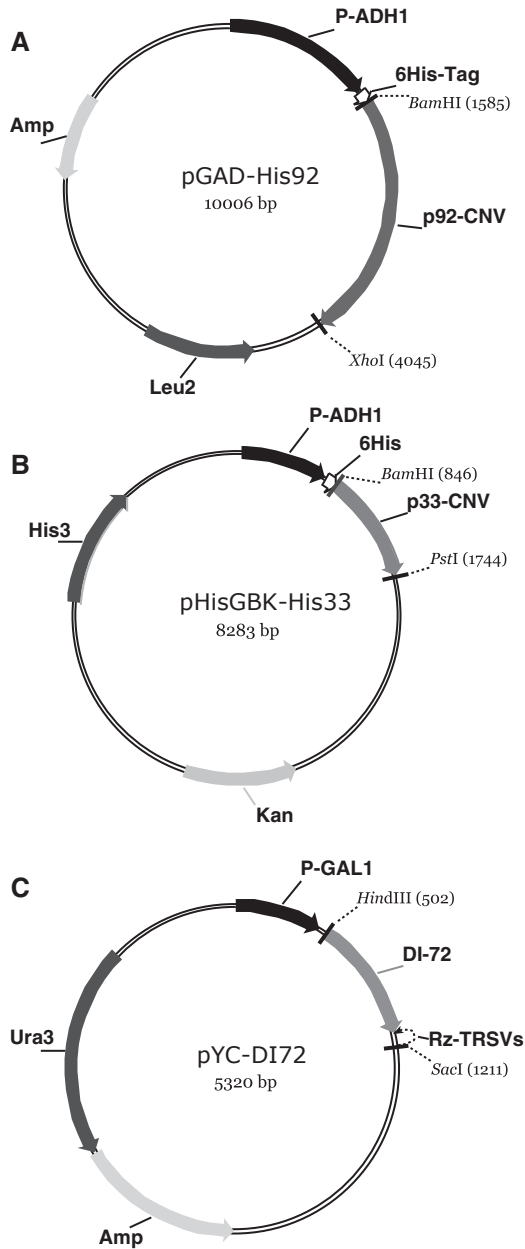 A
P-ADH1
6His-Tag
BamHI (1585)
Amp
pGAD-His92
10006 bp
p92-CNV
XhoI (4045)
Leu2
B
P-ADH1
6His
BamHI (846)
p33-CNV
His3
PstI (1744)
pHisGBK-His33
8283 bp
Kan
C
P-GAL1
HindIII (502)
DI-72
Ura3
Rz-TRSVs
pYC-DI72
5320 bp
SacI (1211)
Amp